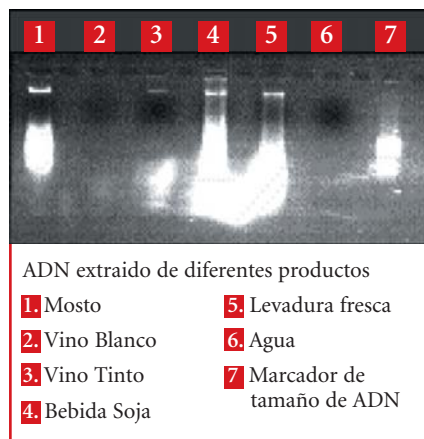 1 2 3 4 5 6 7
ADN extraido de diferentes productos
1. Mosto
2. Vino Blanco
3. Vino Tinto
4. Bebida Soja
5. Levadura fresca
6. Agua
7 Marcador de
tamaño de ADN